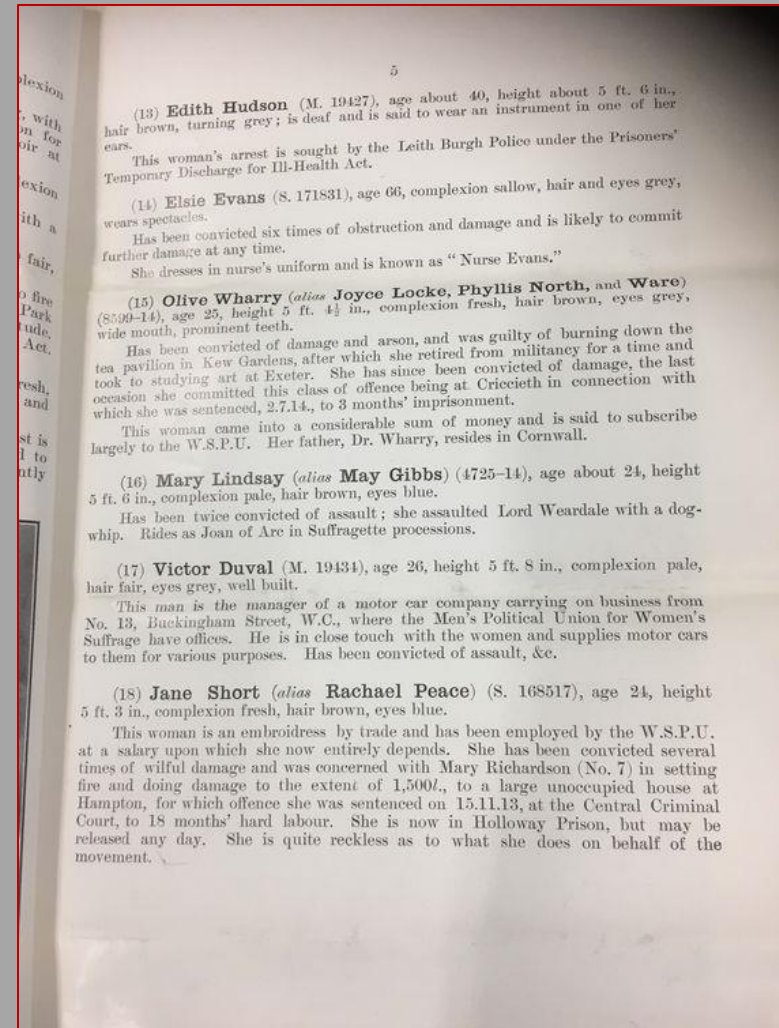 5
plexion
, with
on for
oir at
lexion
ith a
fair,
o fire
Park
tude,
Act.
resh,
and
st is
l to
ntly
(13) Edith Hudson (M. 19427), age about 40, height about 5 ft. 6 in.,
hair brown, turning grey; is deaf and is said to wear an instrument in one of her
ears.
This woman's arrest is sought by the Leith Burgh Police under the Prisoners'
Temporary Discharge for Ill-Health Act.
(14) Elsie Evans (S. 171831), age 66, complexion sallow, hair and eyes grey,
wears spectacles.
Has been convicted six times of obstruction and damage and is likely to commit
further damage at any time.
She dresses in nurse's uniform and is known as "Nurse Evans."
(15) Olive Wharry (alias Joyce Locke, Phyllis North, and Ware)
(8599-14), age 25, height 5 ft. 4½ in., complexion fresh, hair brown, eyes grey,
wide mouth, prominent teeth.
Has been convicted of damage and arson, and was guilty of burning down the
tea pavilion in Kew Gardens, after which she retired from militancy for a time and
took to studying art at Exeter. She has since been convicted of damage, the last
occasion she committed this class of offence being at Criccieth in connection with
which she was sentenced, 2.7.14., to 3 months' imprisonment.
This woman came into a considerable sum of money and is said to subscribe
largely to the W.S.P.U. Her father, Dr. Wharry, resides in Cornwall.
(16) Mary Lindsay (alias May Gibbs) (4725-14), age about 24, height
5 ft. 6 in., complexion pale, hair brown, eyes blue.
Has been twice convicted of assault; she assaulted Lord Weardale with a dog-
whip. Rides as Joan of Arc in Suffragette processions.
(17) Victor Duval (M. 19434), age 26, height 5 ft. 8 in., complexion pale,
hair fair, eyes grey, well built.
This man is the manager of a motor car company carrying on business from
No. 13, Buckingham Street, W.C., where the Men's Political Union for Women's
Suffrage have offices. He is in close touch with the women and supplies motor cars
to them for various purposes. Has been convicted of assault, &c.
(18) Jane Short (alias Rachael Peace) (S. 168517), age 24, height
5 ft. 3 in., complexion fresh, hair brown, eyes blue.
This woman is an embroidress by trade and has been employed by the W.S.P.U.
at a salary upon which she now entirely depends. She has been convicted several
times of wilful damage and was concerned with Mary Richardson (No. 7) in setting
fire and doing damage to the extent of 1,500l., to a large unoccupied house at
Hampton, for which offence she was sentenced on 15.11.13, at the Central Criminal
Court, to 18 months' hard labour. She is now in Holloway Prison, but may be
released any day. She is quite reckless as to what she does on behalf of the
movement.